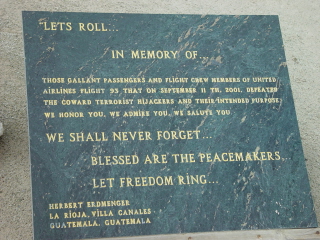 "LETS ROLL...
IN MEMORY OF...
THOSE GALLANT PASSENGERS AND FLIGHT CREW MEMBERS OF UNITED
AIRLINES FLIGHT 93 THAT ON SEPTEMBER 11 TH, 2001, DEFEATED
THE COWARD TERRORIST HIJACKERS AND THEIR INTENDED PURPOSE
WE HONOR YOU, WE ADMIRE YOU, WE SALUTE YOU
WE SHALL NEVER FORGET...
BLESSED ARE THE PEACEMAKERS,
LET FREEDOM RING...
HERBERT ERDMENGER
LA RIOJA, VILLA CANALES
GUATEMALA, GUATEMALA